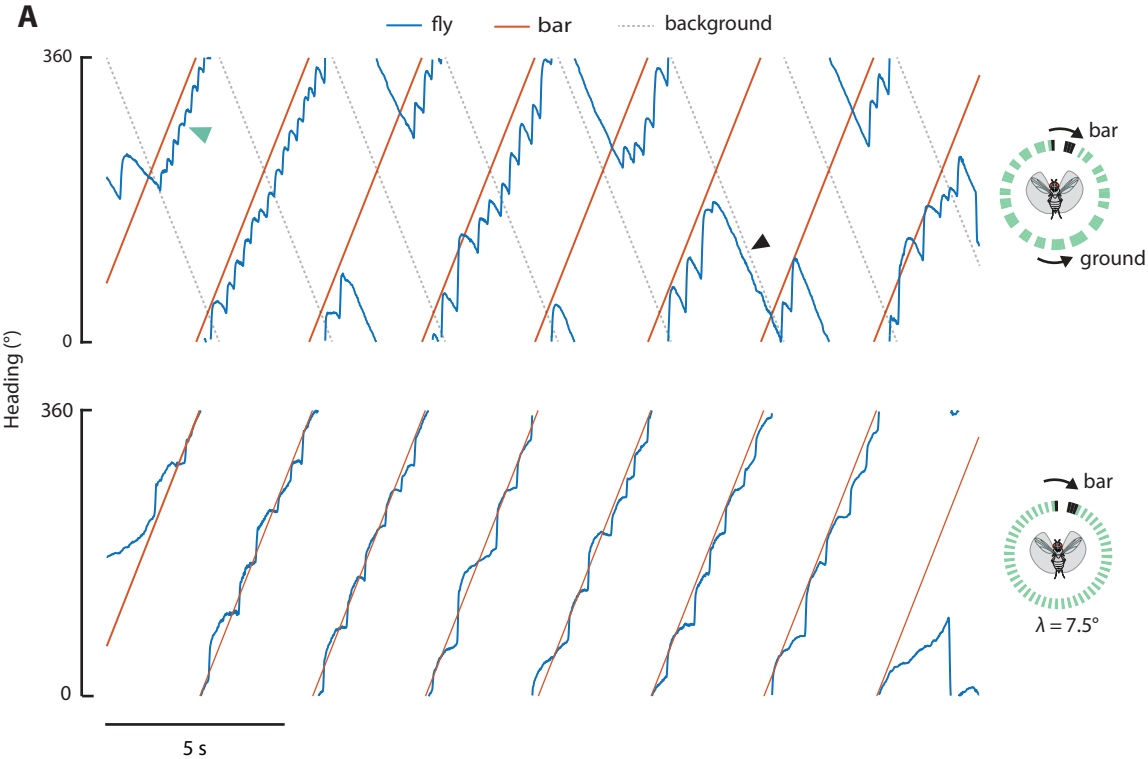 A
fly
bar
background
360
0
bar
ground
Heading (°)
360
0
bar
λ = 7.5°
5 s